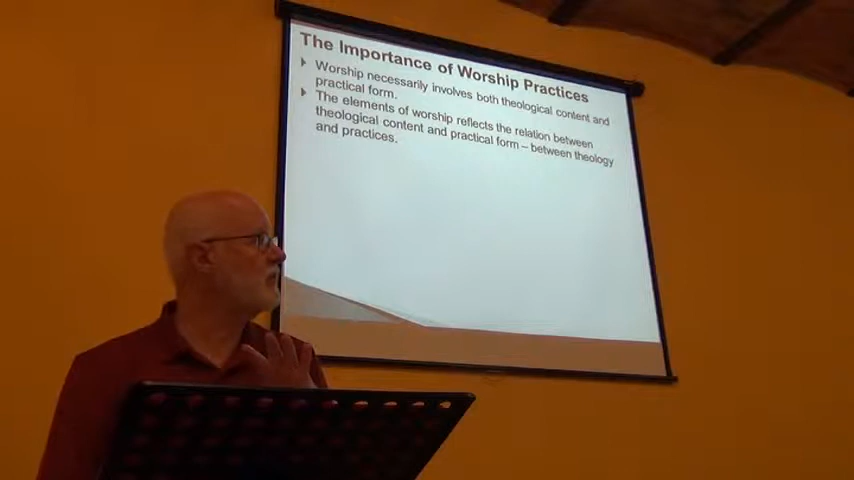 The Importance of Worship Practices
Worship necessarily involves both theological content and
practical form.
The elements of worship reflects the relation between
theological content and practical form – between theology
and practices.